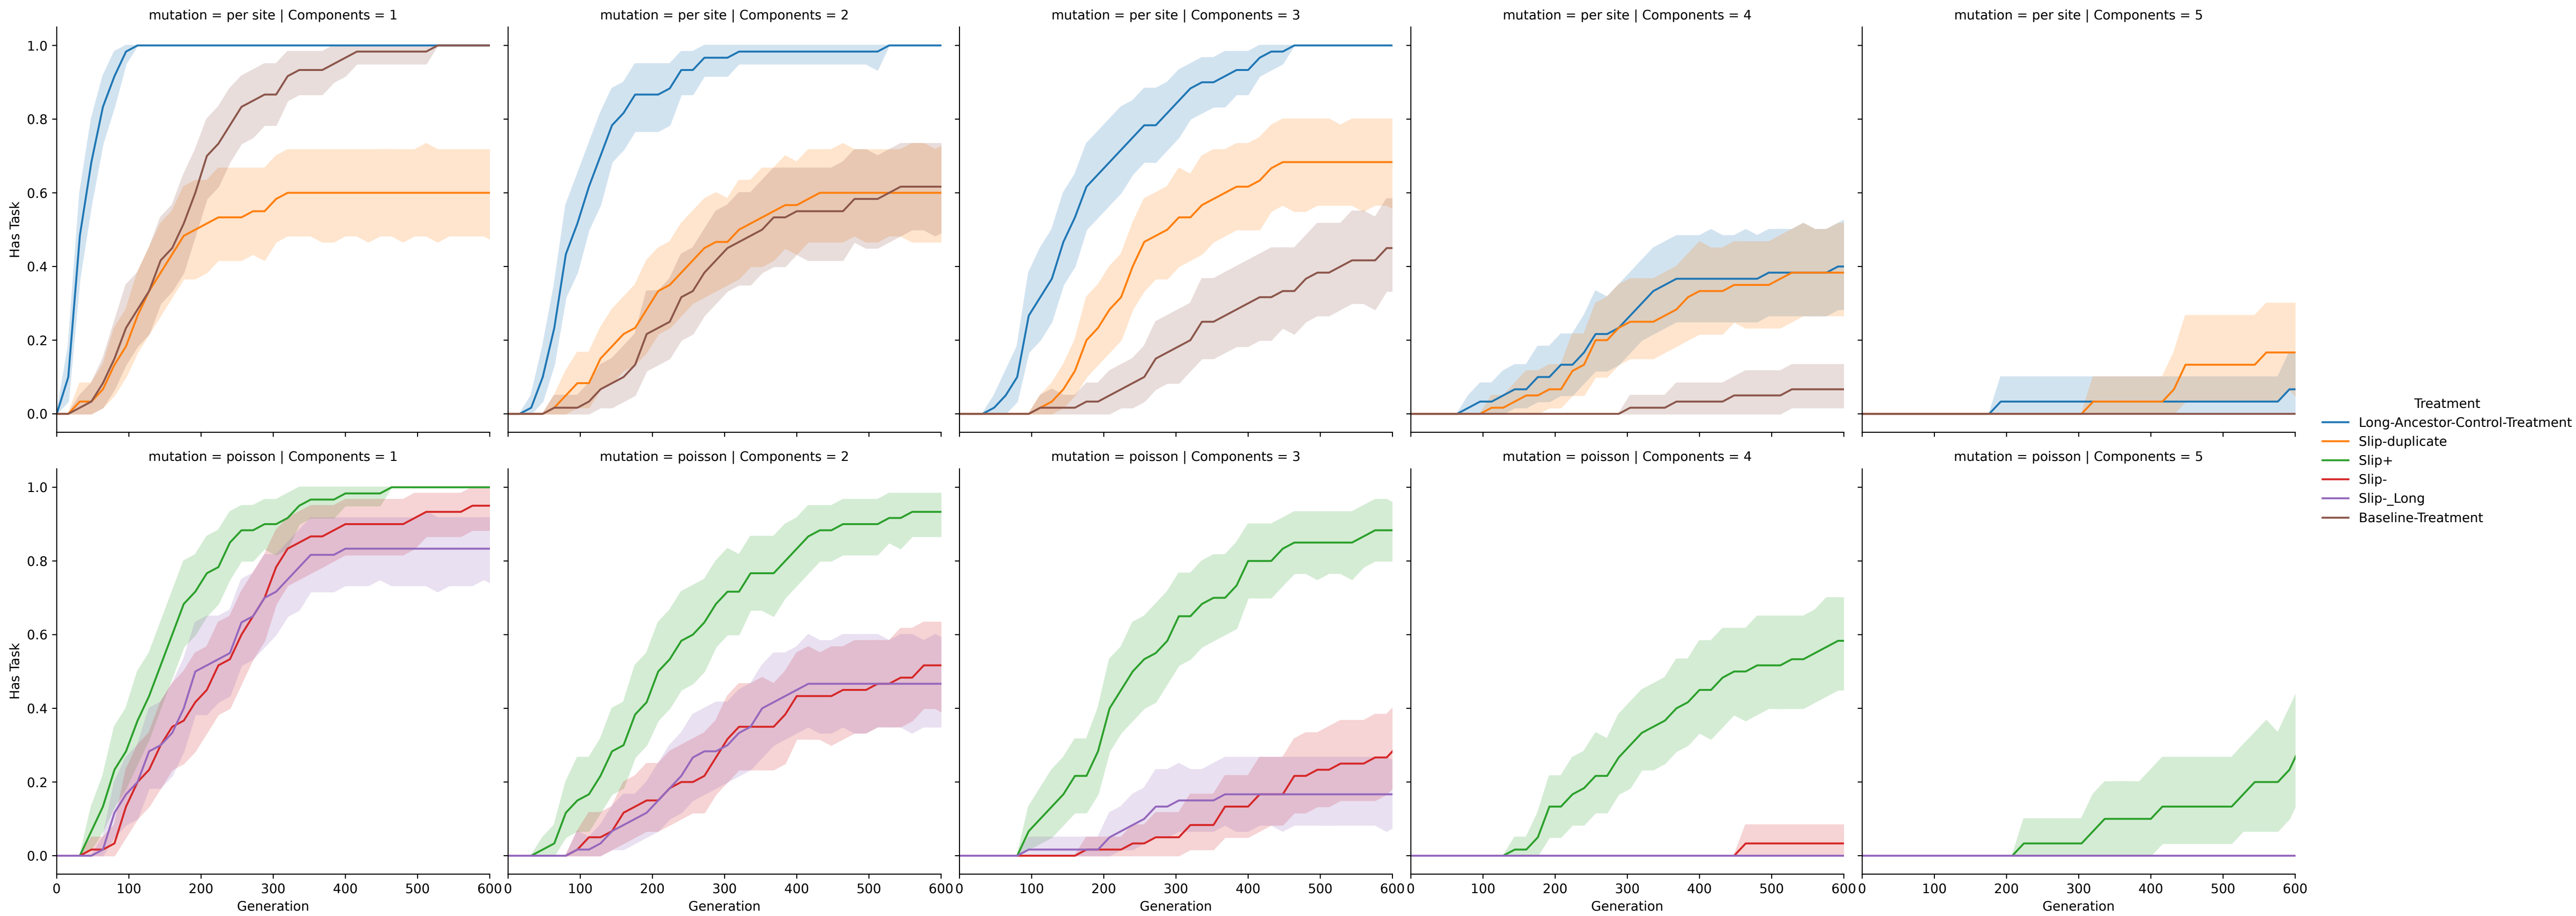 mutation = per site | Components = 1
mutation = per site | Components = 2
mutation = per site | Components = 3
mutation = per site | Components = 4
mutation = per site | Components = 5
1.0
0.8
0.6
0.4
0.2
0.0
Has Task
mutation = poisson | Components = 1
mutation = poisson | Components = 2
mutation = poisson | Components = 3
mutation = poisson | Components = 4
mutation = poisson | Components = 5
1.0
0.8
0.6
0.4
0.2
0.0
Has Task
0 100 200 300 400 500 600
0 100 200 300 400 500 600
0 100 200 300 400 500 600
0 100 200 300 400 500 600
0 100 200 300 400 500 600
Generation
Generation
Generation
Generation
Generation
Treatment
Long-Ancestor-Control-Treatment
Slip-duplicate
Slip+
Slip-
Slip-_Long
Baseline-Treatment